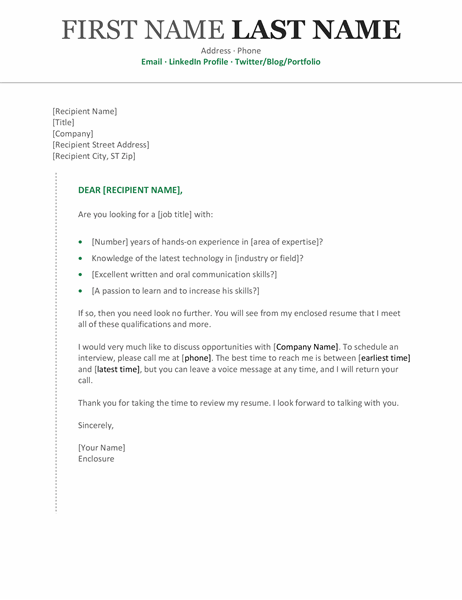 FIRST NAME LAST NAME
Address · Phone
Email · LinkedIn Profile · Twitter/Blog/Portfolio
[Recipient Name]
[Title]
[Company]
[Recipient Street Address]
[Recipient City, ST Zip]
DEAR [RECIPIENT NAME],
Are you looking for a [job title] with:
• [Number] years of hands-on experience in [area of expertise]?
• Knowledge of the latest technology in [industry or field]?
• [Excellent written and oral communication skills?]
• [A passion to learn and to increase his skills?]
If so, then you need look no further. You will see from my enclosed resume that I meet
all of these qualifications and more.
I would very much like to discuss opportunities with [Company Name]. To schedule an
interview, please call me at [phone]. The best time to reach me is between [earliest time]
and [latest time], but you can leave a voice message at any time, and I will return your
call.
Thank you for taking the time to review my resume. I look forward to talking with you.
Sincerely,
[Your Name]
Enclosure